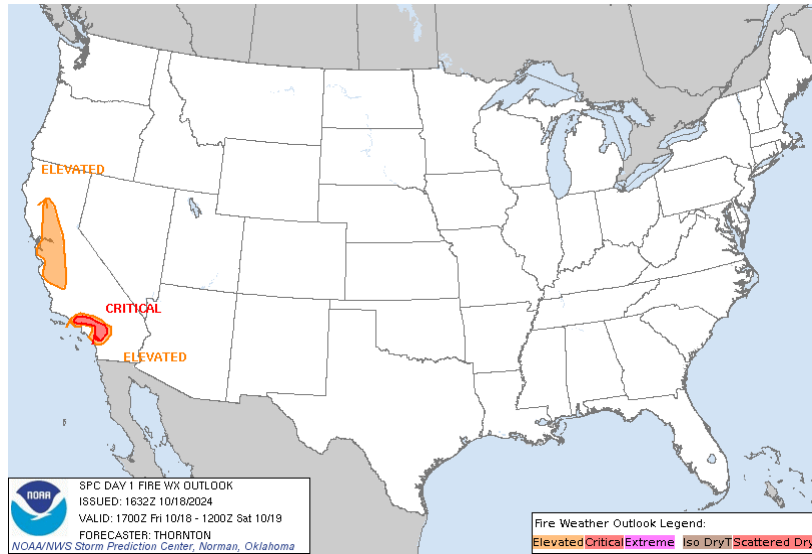 ELEVATED
CRITICAL
ELEVATED
NOAA
SPC DAY 1 FIRE WX OUTLOOK
ISSUED: 1632Z 10/18/2024
VALID: 1700Z Fri 10/18 - 1200Z Sat 10/19
FORECASTER: THORNTON
NOAA/NWS Storm Prediction Center, Norman, Oklahoma
Fire Weather Outlook Legend:
Elevated Critical Extreme Iso DryT Scattered Dry